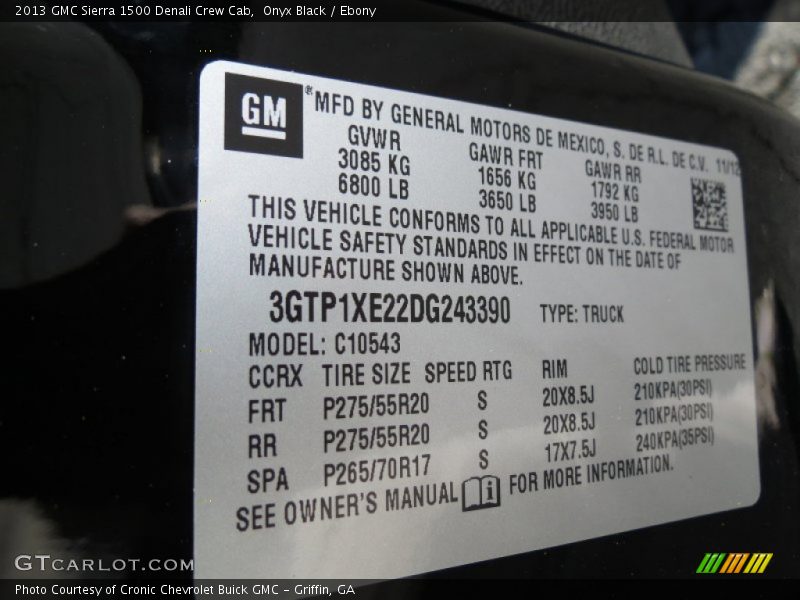 2013 GMC Sierra 1500 Denali Crew Cab,  Onyx Black / Ebony
GM ® MFD BY GENERAL MOTORS DE MEXICO, S. DE R.L. DE C.V. 11/12
GVWR GAWR FRT GAWR RR
3085 KG 1656 KG 1792 KG
6800 LB 3650 LB 3950 LB
THIS VEHICLE CONFORMS TO ALL APPLICABLE U.S. FEDERAL MOTOR
VEHICLE SAFETY STANDARDS IN EFFECT ON THE DATE OF
MANUFACTURE SHOWN ABOVE.
3GTP1XE22DG243390 TYPE: TRUCK
MODEL: C10543
CCRX TIRE SIZE SPEED RTG RIM COLD TIRE PRESSURE
FRT P275/55R20 S 20X8.5J 210KPA(30PSI)
RR P275/55R20 S 20X8.5J 210KPA(30PSI)
SPA P265/70R17 S 17X7.5J 240KPA(35PSI)
SEE OWNER'S MANUAL i FOR MORE INFORMATION.
GTCARLOT.COM
Photo Courtesy of Cronic Chevrolet Buick GMC – Griffin, GA